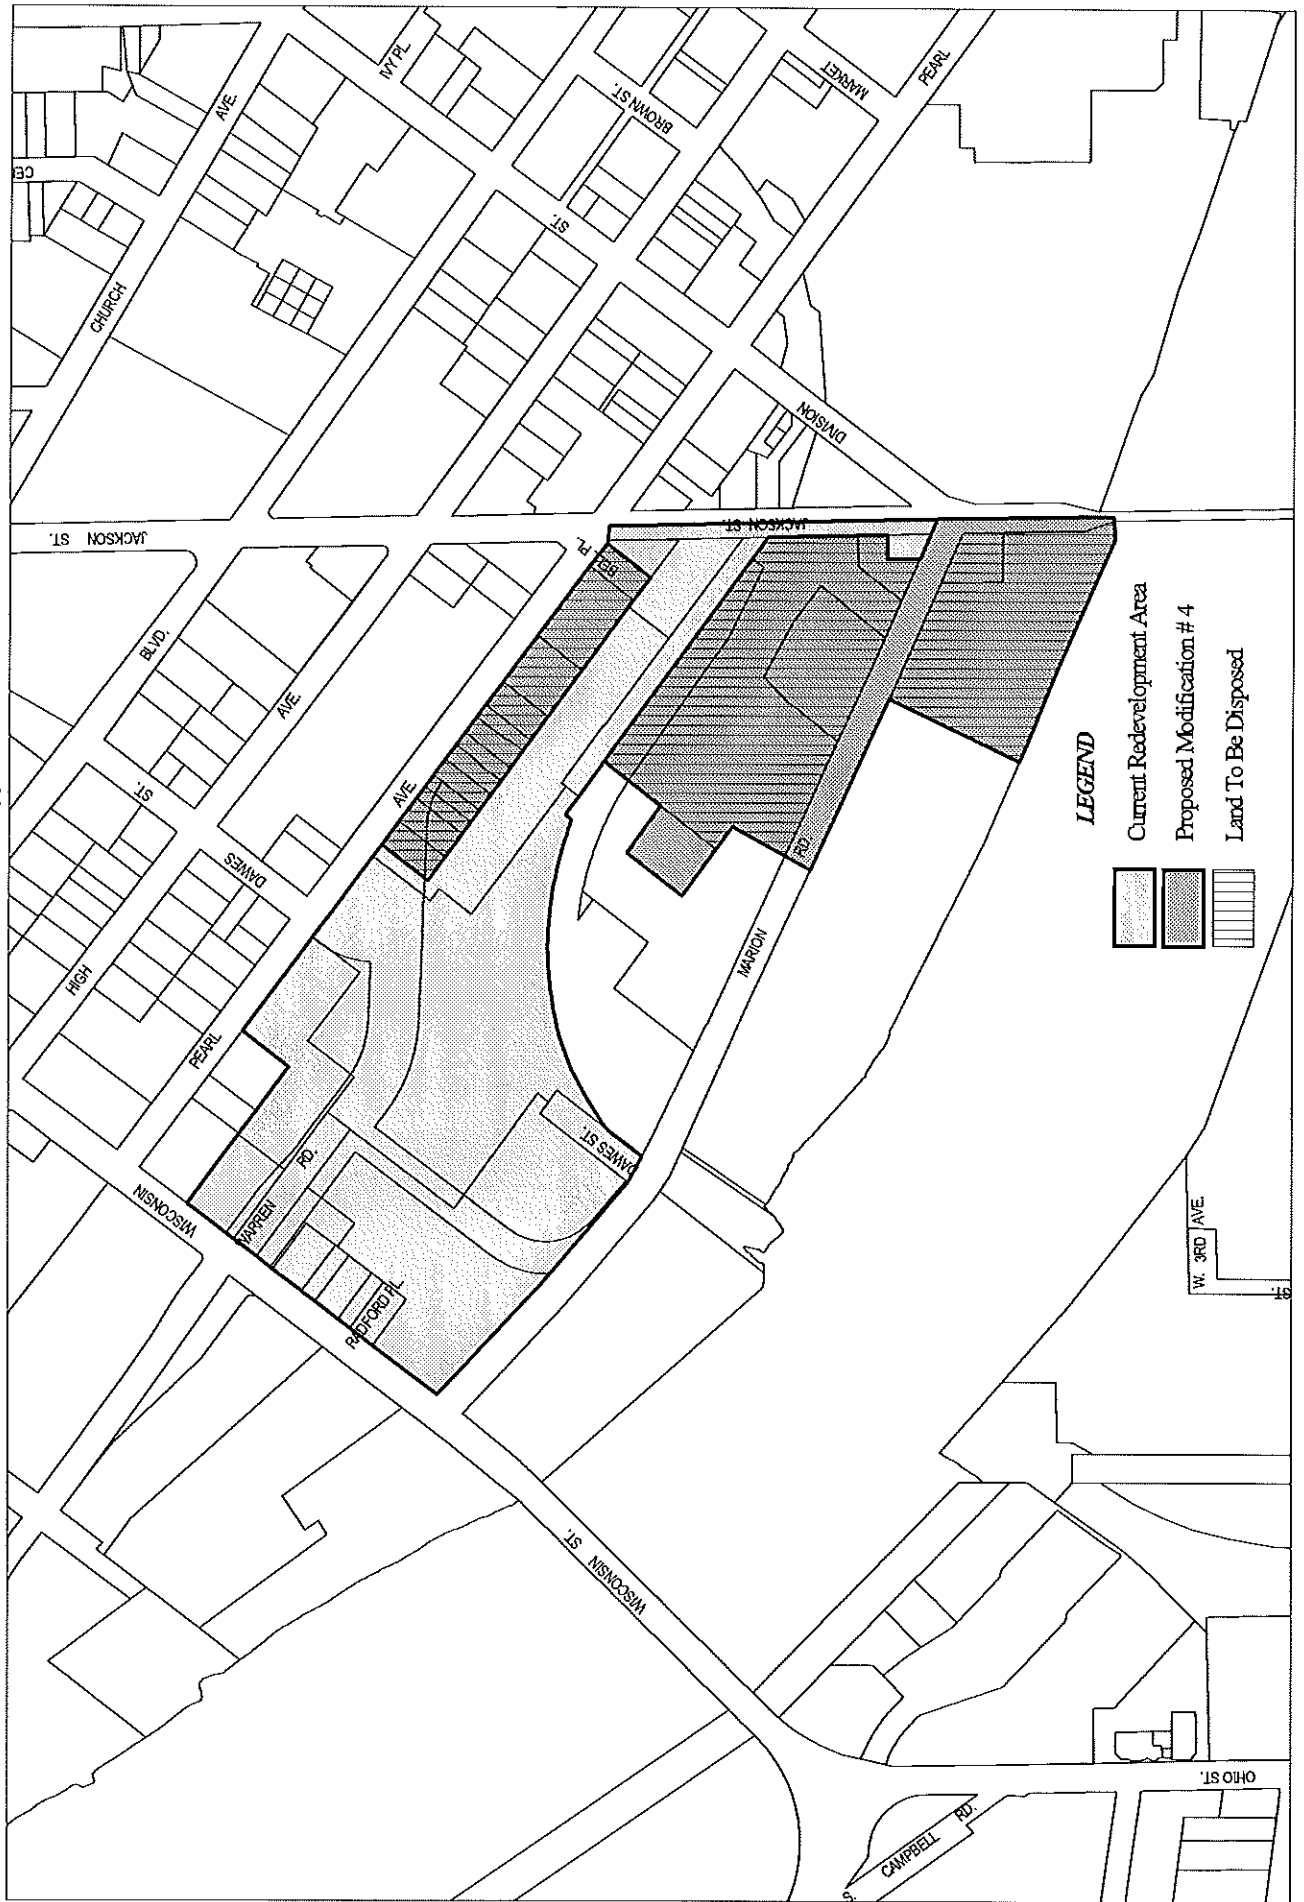 CHURCH
AVE.
IVY PL.
BROWN ST.
MARKET
PEARL
ST.
DIVISION
JACKSON ST.
JACKSON ST.
BLVD.
AVE.
ST.
DAWES
HIGH
PEARL
AVE.
PL.
MARION
RD
WISCONSIN
WARREN
RD.
RADFORD PL.
DAWES ST.
ST.
WISCONSIN
W. 3RD AVE.
ST.
OHIO ST.
CAMPBELL
RD.
S.
LEGEND
Current Redevelopment Area
Proposed Modification # 4
Land To Be Disposed